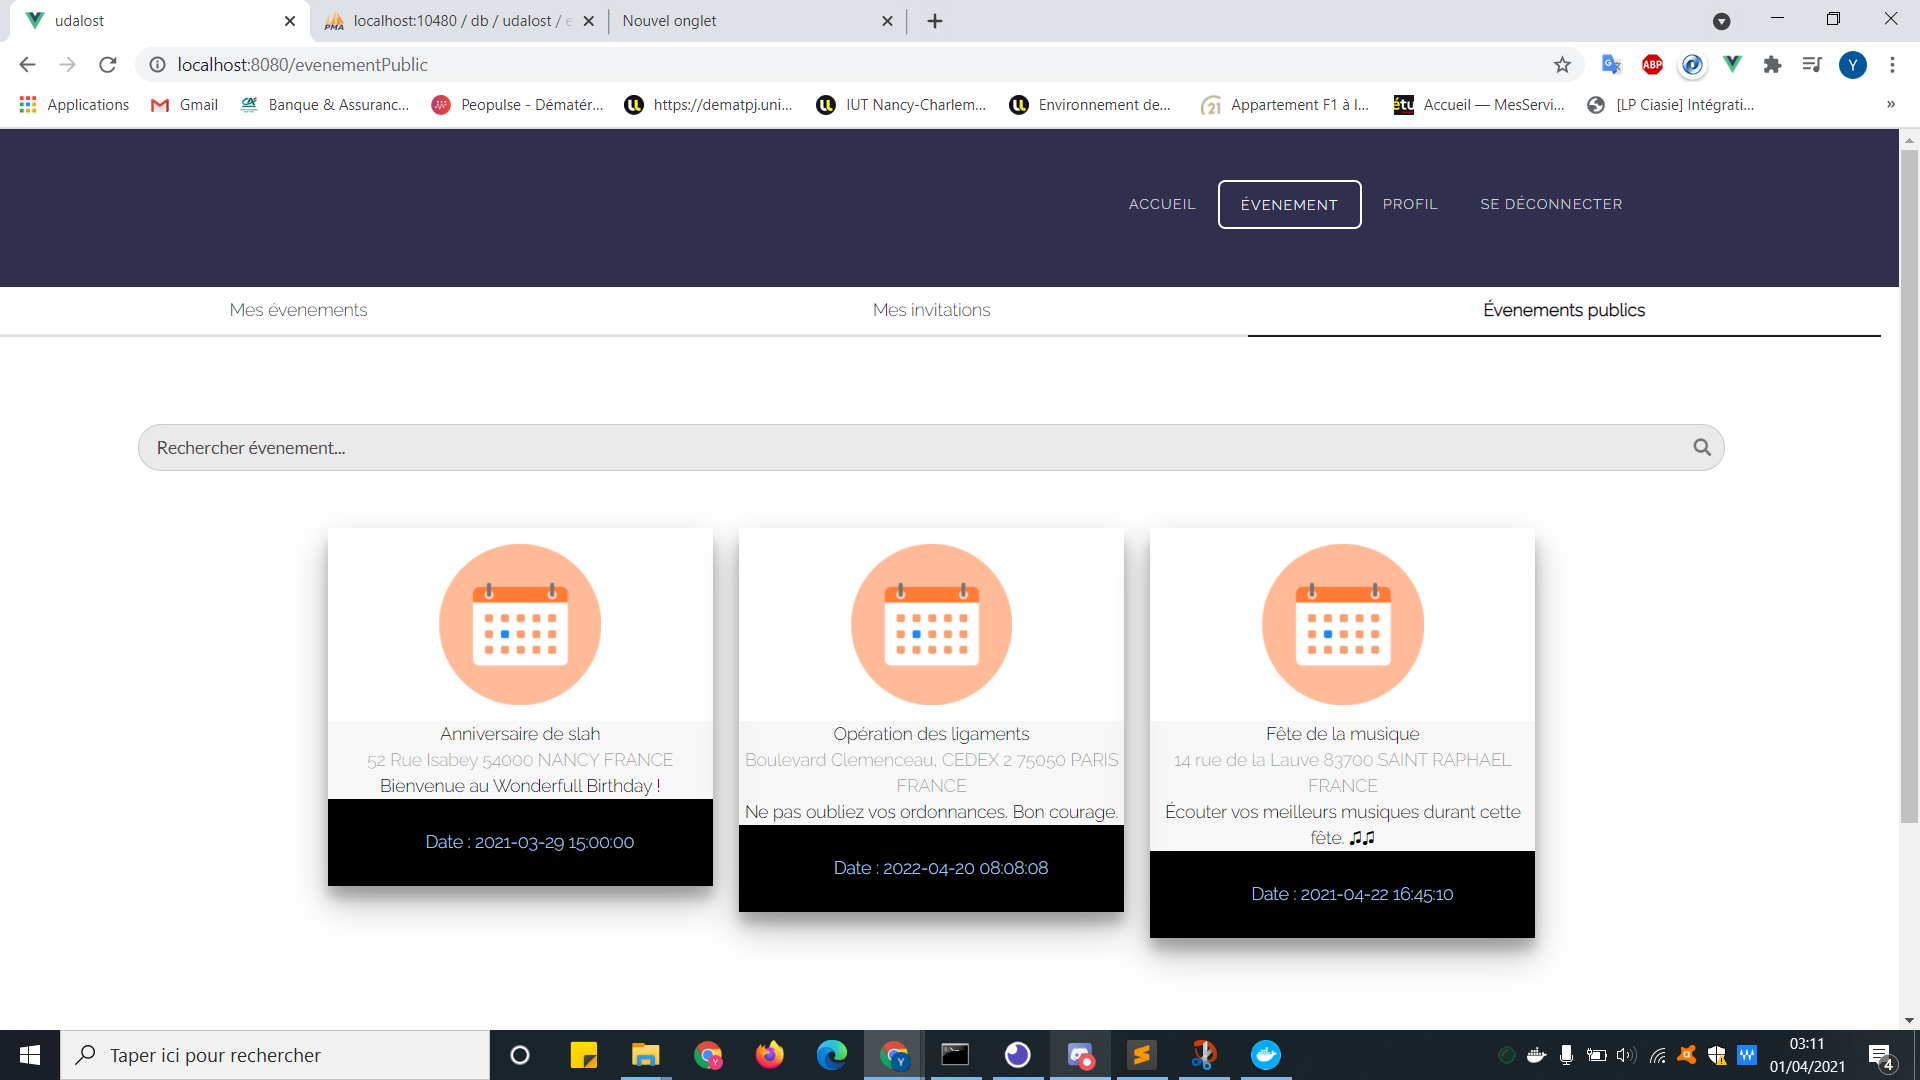 udalost
localhost:10480 / db / udalost / e
Nouvel onglet
localhost:8080/evenementPublic
ABP
Y
Applications
Gmail
Banque & Assuranc...
Peopulse - Dématér...
https://dematpj.uni...
IUT Nancy-Charlem...
Environnement de...
Appartement F1 à l...
Accueil — MesServi...
[LP Ciasie] Intégrati...
»
ACCUEIL
ÉVENEMENT
PROFIL
SE DÉCONNECTER
Mes évenements
Mes invitations
Évenements publics
Rechercher évenement...
Anniversaire de slah
52 Rue Isabey 54000 NANCY FRANCE
Bienvenue au Wonderfull Birthday !
Date : 2021-03-29 15:00:00
Opération des ligaments
Boulevard Clemenceau, CEDEX 2 75050 PARIS
FRANCE
Ne pas oubliez vos ordonnances. Bon courage.
Date : 2022-04-20 08:08:08
Fête de la musique
14 rue de la Lauve 83700 SAINT RAPHAEL
FRANCE
Écouter vos meilleurs musiques durant cette
fête. 🎵🎵
Date : 2021-04-22 16:45:10
Taper ici pour rechercher
03:11
01/04/2021
4